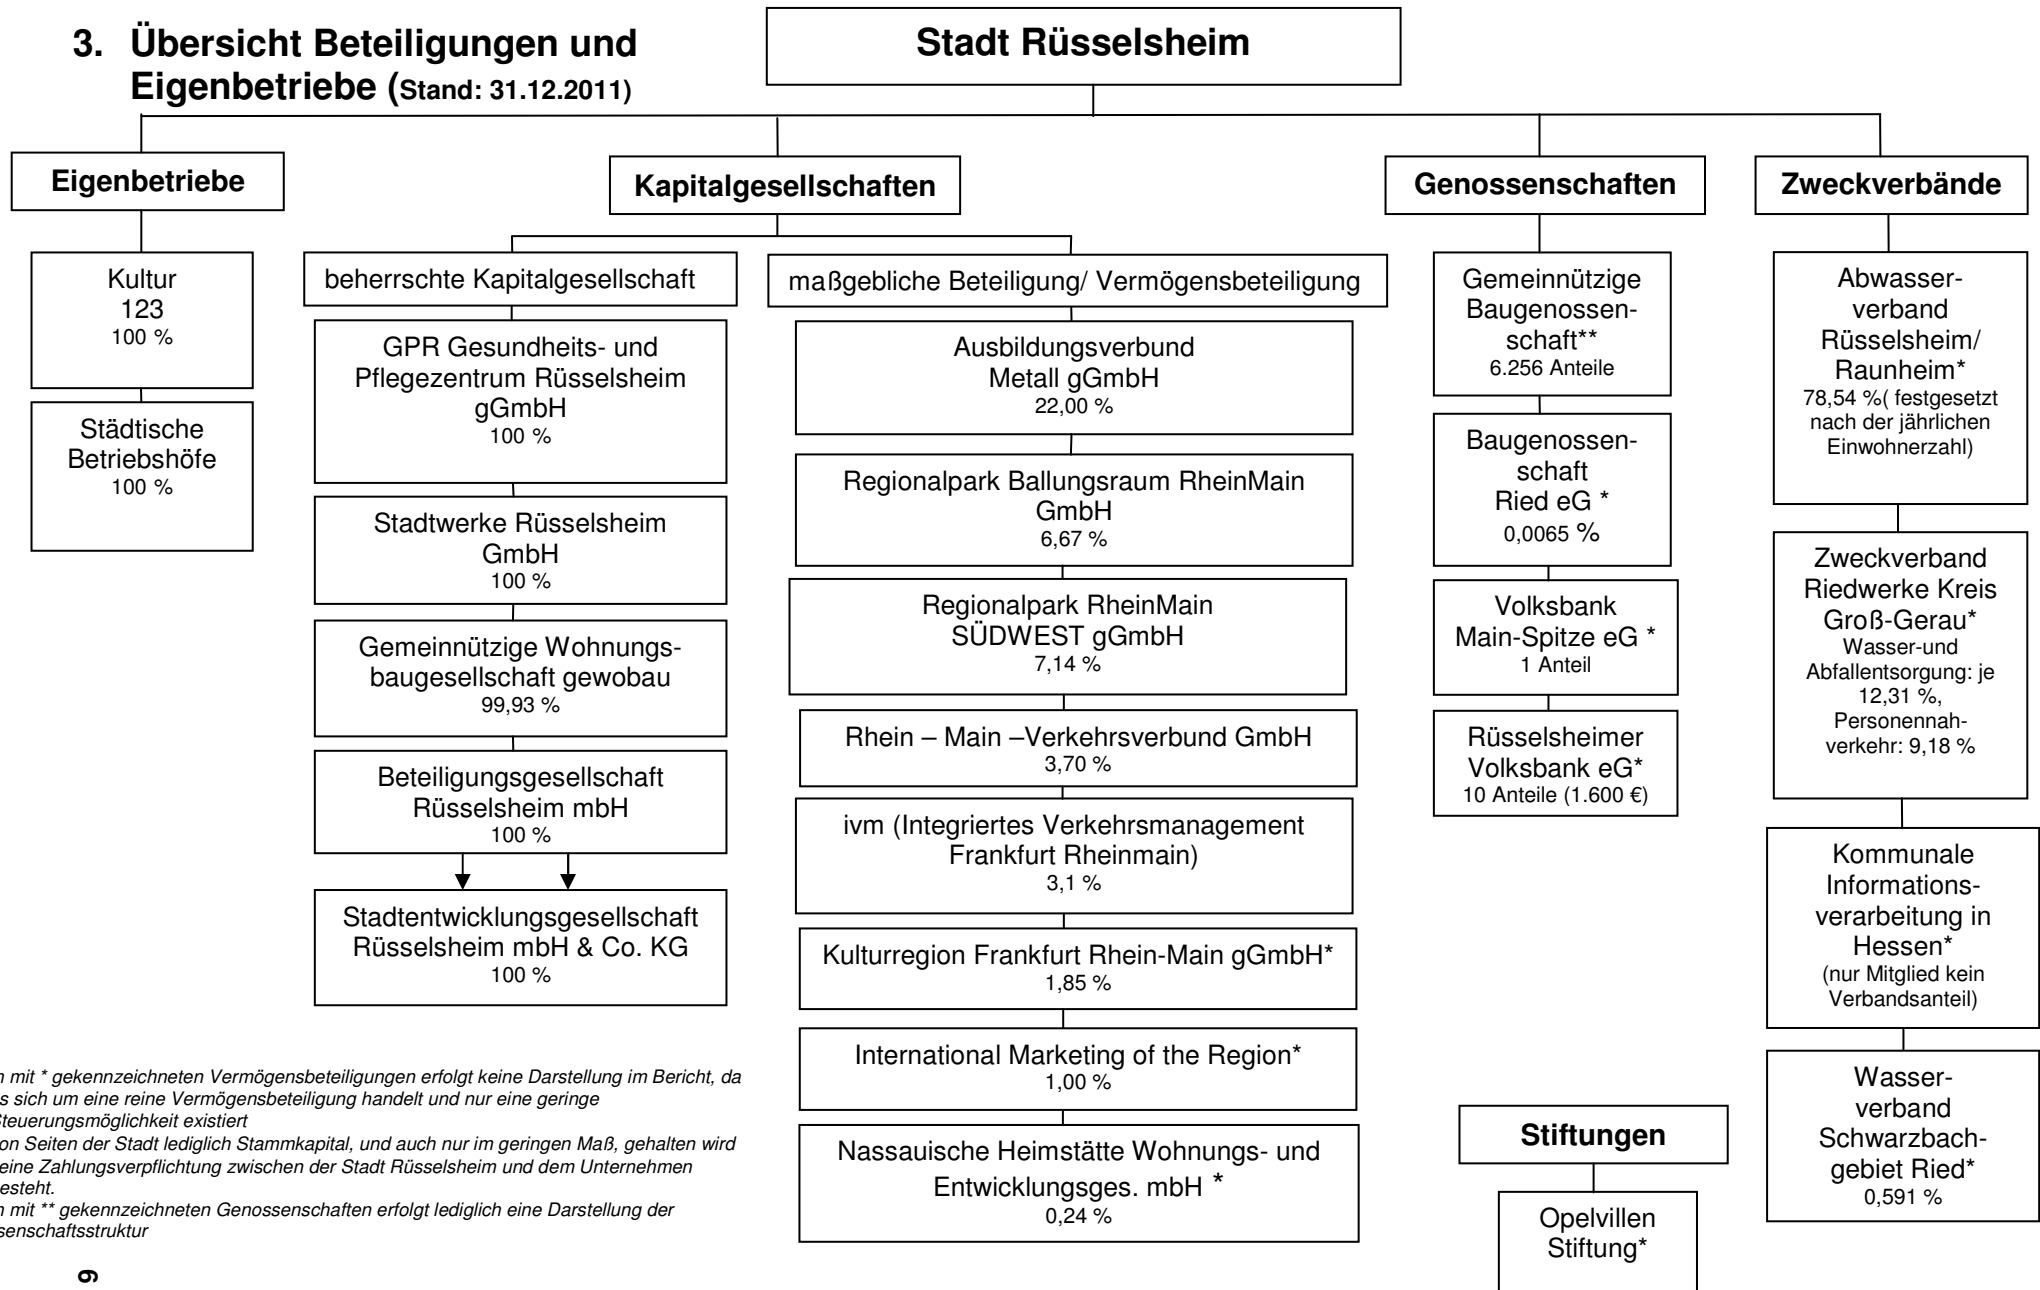 3. Übersicht Beteiligungen und
Eigenbetriebe (Stand: 31.12.2011)
Stadt Rüsselsheim
Eigenbetriebe
Kultur
123
100 %
Städtische
Betriebshöfe
100 %
Kapitalgesellschaften
beherrschte Kapitalgesellschaft
GPR Gesundheits- und
Pflegezentrum Rüsselsheim
gGmbH
100 %
Stadtwerke Rüsselsheim
GmbH
100 %
Gemeinnützige Wohnungs-
baugesellschaft gewobau
99,93 %
Beteiligungsgesellschaft
Rüsselsheim mbH
100 %
Stadtentwicklungsgesellschaft
Rüsselsheim mbH & Co. KG
100 %
maßgebliche Beteiligung/ Vermögensbeteiligung
Ausbildungsverbund
Metall gGmbH
22,00 %
Regionalpark Ballungsraum RheinMain
GmbH
6,67 %
Regionalpark RheinMain
SÜDWEST gGmbH
7,14 %
Rhein – Main –Verkehrsverbund GmbH
3,70 %
ivm (Integriertes Verkehrsmanagement
Frankfurt Rheinmain)
3,1 %
Kulturregion Frankfurt Rhein-Main gGmbH*
1,85 %
International Marketing of the Region*
1,00 %
Nassauische Heimstätte Wohnungs- und
Entwicklungsges. mbH *
0,24 %
Genossenschaften
Gemeinnützige
Baugenossen-
schaft**
6.256 Anteile
Baugenossen-
schaft
Ried eG *
0,0065 %
Volksbank
Main-Spitze eG *
1 Anteil
Rüsselsheimer
Volksbank eG*
10 Anteile (1.600 €)
Stiftungen
Opelvillen
Stiftung*
Zweckverbände
Abwasser-
verband
Rüsselsheim/
Raunheim*
78,54 %( festgesetzt
nach der jährlichen
Einwohnerzahl)
Zweckverband
Riedwerke Kreis
Groß-Gerau*
Wasser-und
Abfallentsorgung: je
12,31 %,
Personennah-
verkehr: 9,18 %
Kommunale
Informations-
verarbeitung in
Hessen*
(nur Mitglied kein
Verbandsanteil)
Wasser-
verband
Schwarzbach-
gebiet Ried*
0,591 %
mit * gekennzeichneten Vermögensbeteiligungen erfolgt keine Darstellung im Bericht, da
s sich um eine reine Vermögensbeteiligung handelt und nur eine geringe
Steuerungsmöglichkeit existiert
on Seiten der Stadt lediglich Stammkapital, und auch nur im geringen Maß, gehalten wird
eine Zahlungsverpflichtung zwischen der Stadt Rüsselsheim und dem Unternehmen
esteht.
mit ** gekennzeichneten Genossenschaften erfolgt lediglich eine Darstellung der
senschaftsstruktur
9